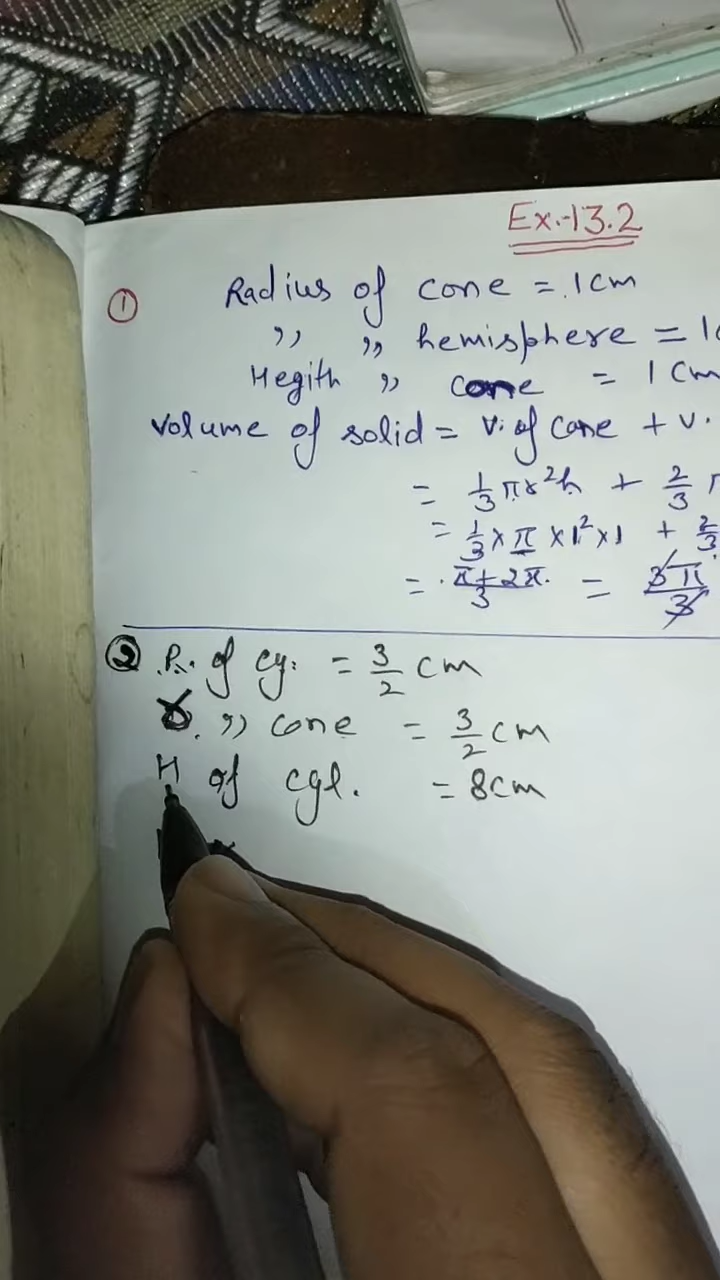 Ex.-13.2
① Radius of cone = 1cm
,, ,, hemisphere = 1c
Hegith ,, cone = 1 Cm
Volume of solid = V. of cone + V.
= 1/3 πr²h + 2/3 π
= 1/3 × π × 1² × 1 + 2/3
= π + 2π / 3 = 3π / 3
② R. of cy. = 3/2 cm
,, cone = 3/2 cm
H of cyl. = 8cm